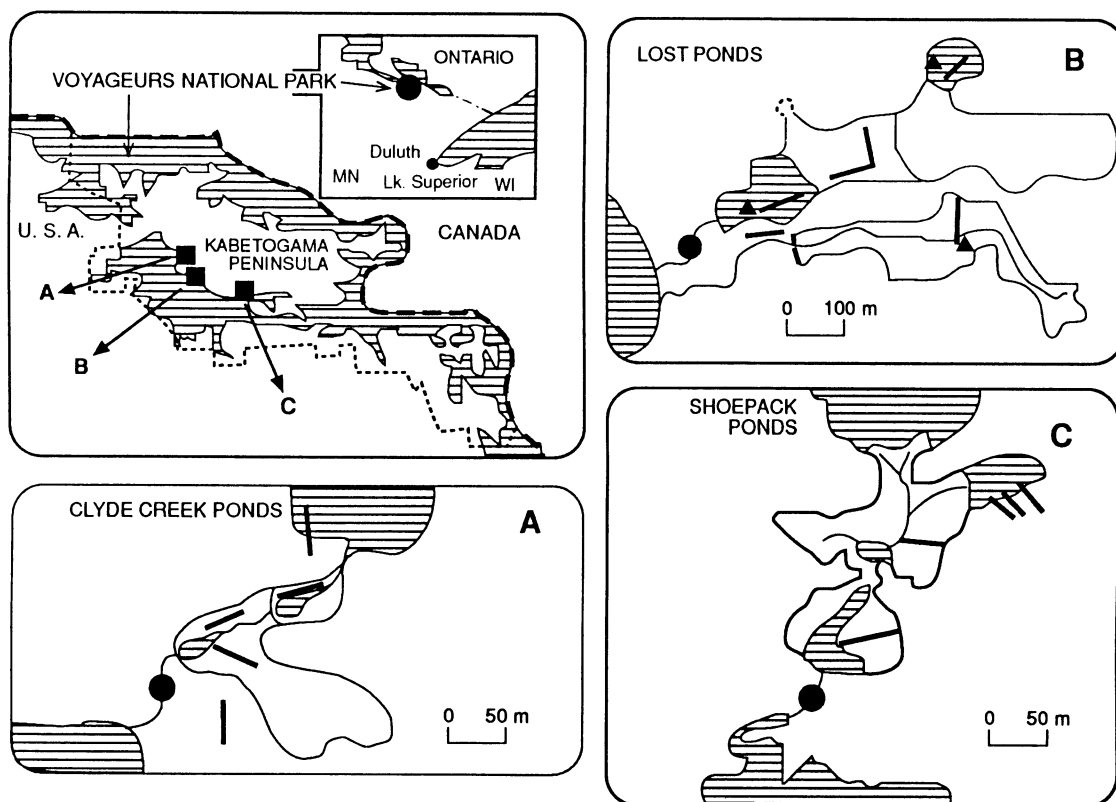 VOYAGEURS NATIONAL PARK
ONTARIO
Duluth
MN
Lk. Superior
WI
U. S. A.
KABETOGAMA
PENINSULA
CANADA
A
B
C
LOST PONDS
B
0 100 m
CLYDE CREEK PONDS
A
0 50 m
SHOEPACK
PONDS
C
0 50 m